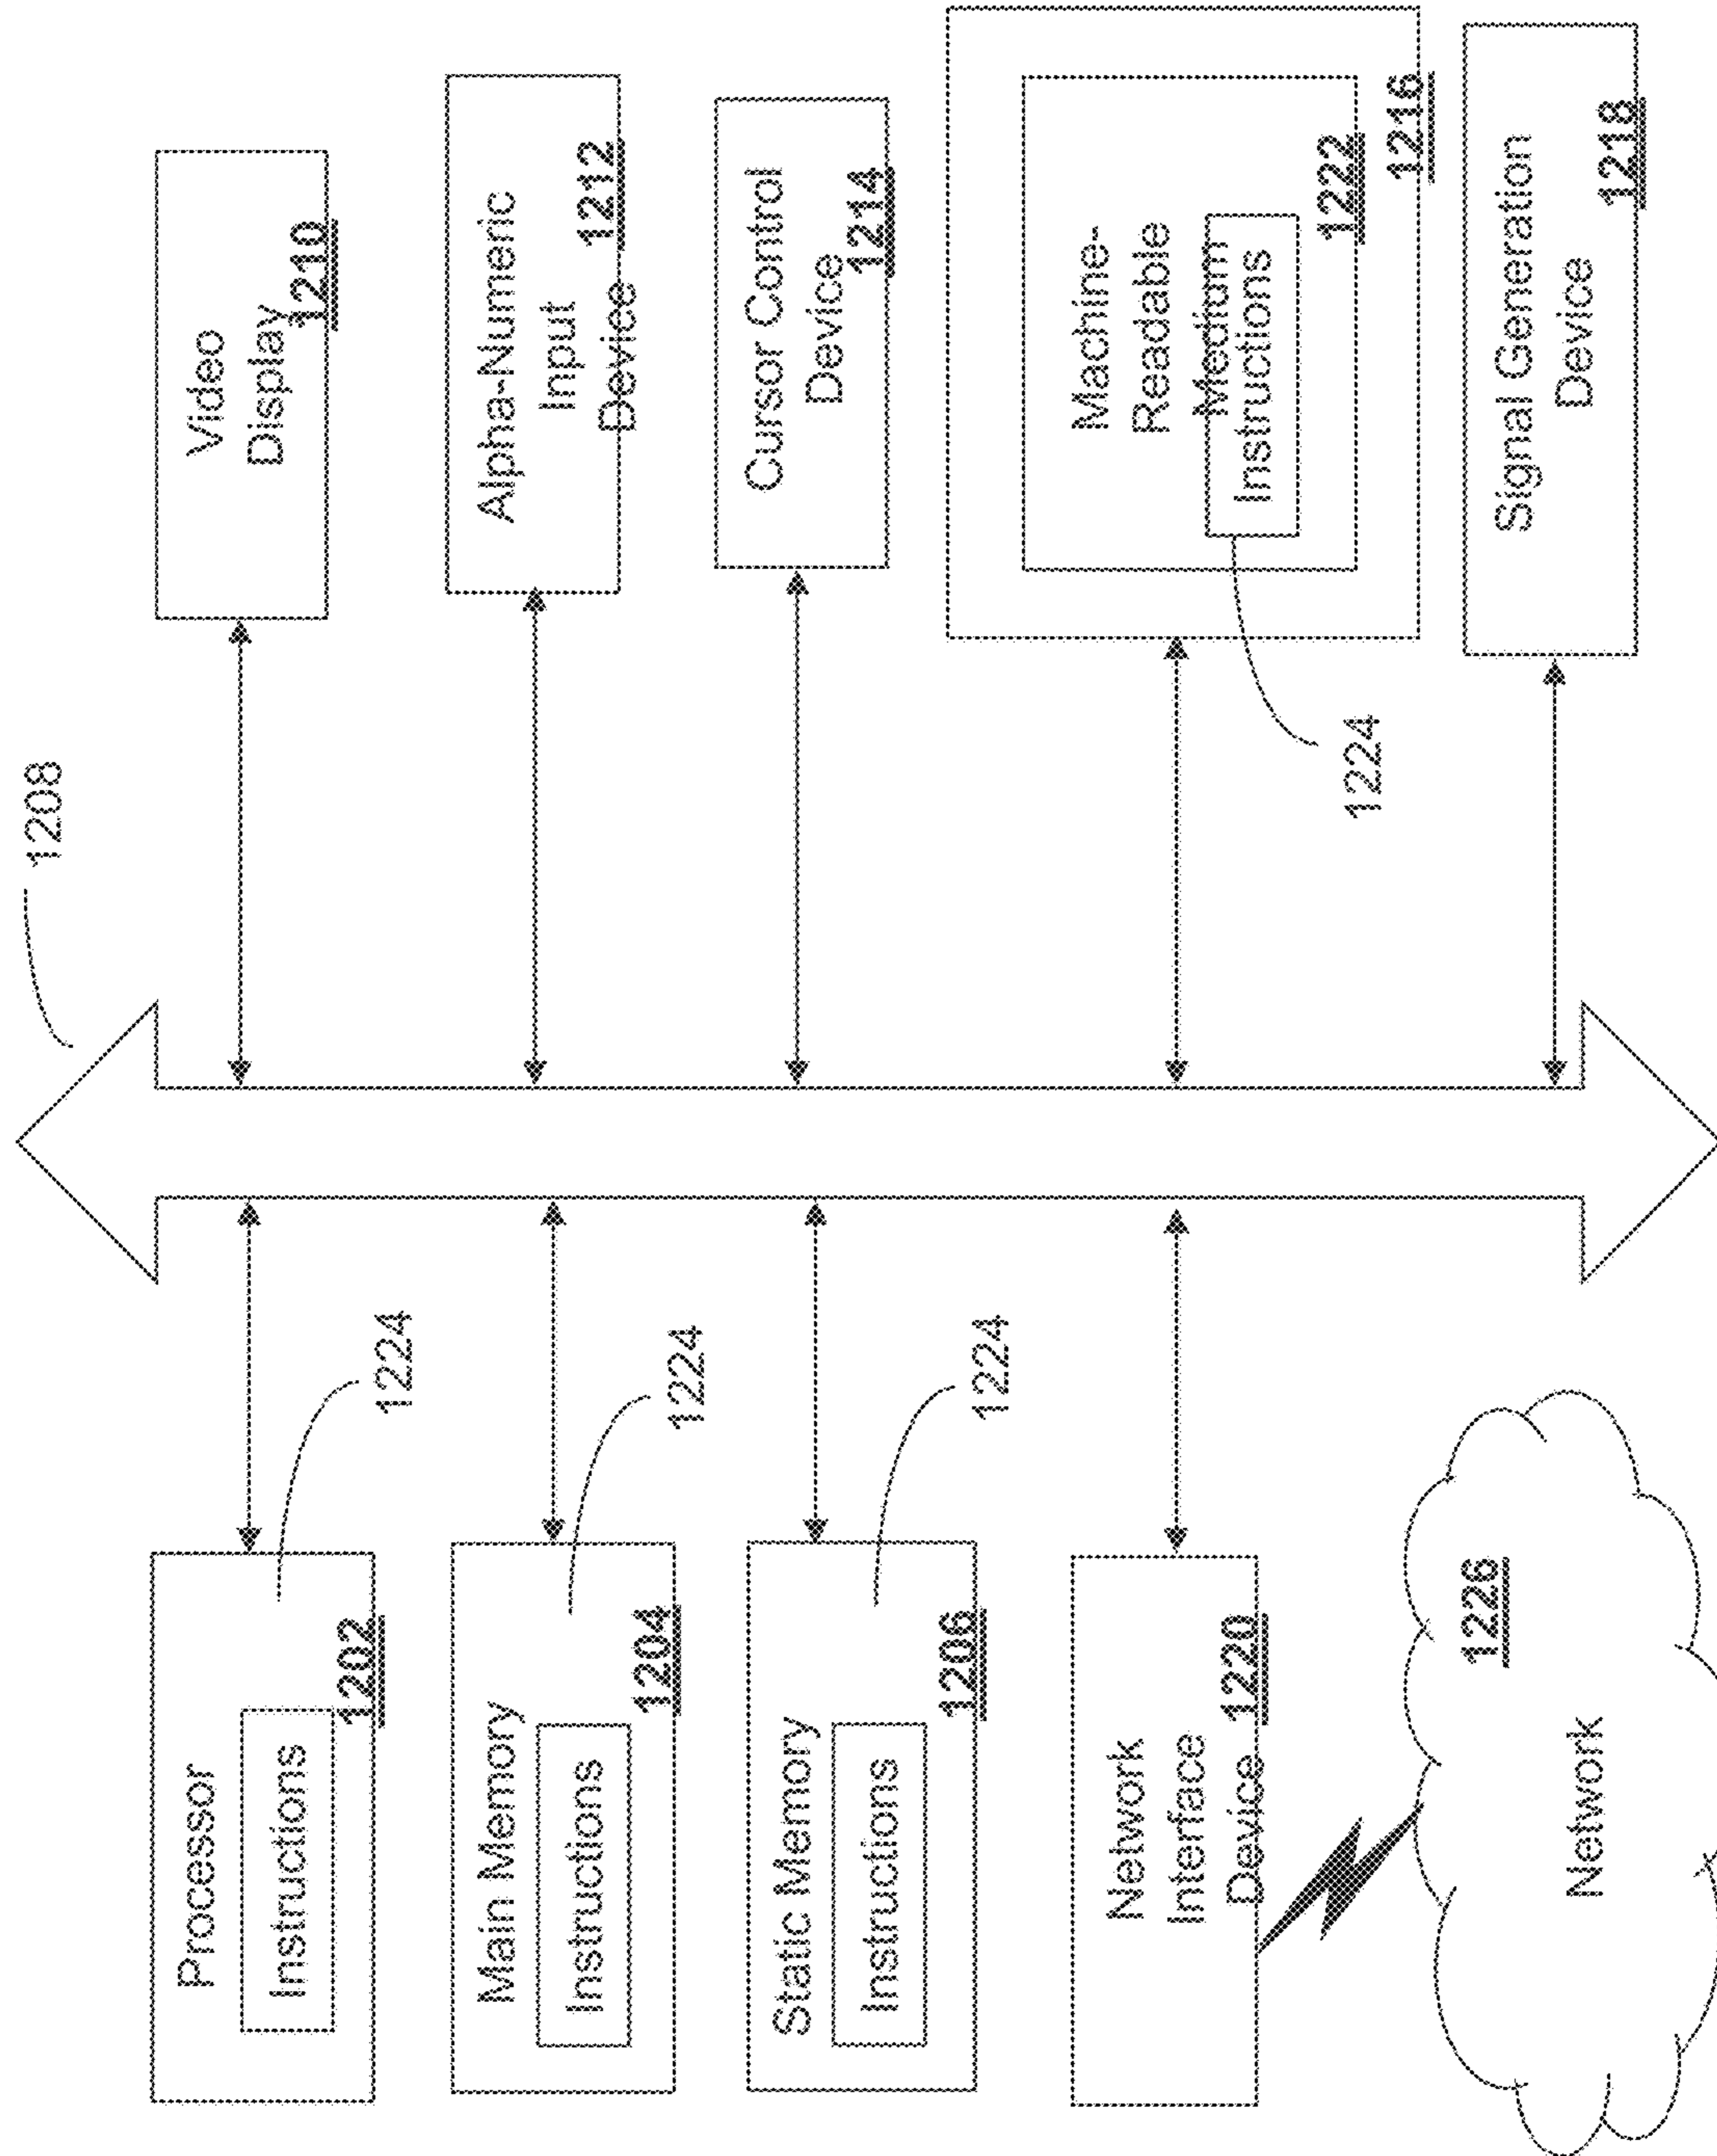 1208
Processor
Instructions
1202
1224
Main Memory
Instructions
1204
1224
Static Memory
Instructions
1206
1224
Network
Interface
Device
1220
Network
1226
Video
Display
1210
Alpha-Numeric
Input
Device
1212
Cursor Control
Device
1214
Machine-
Readable
Medium
Instructions
1222
1216
1224
Signal Generation
Device
1218